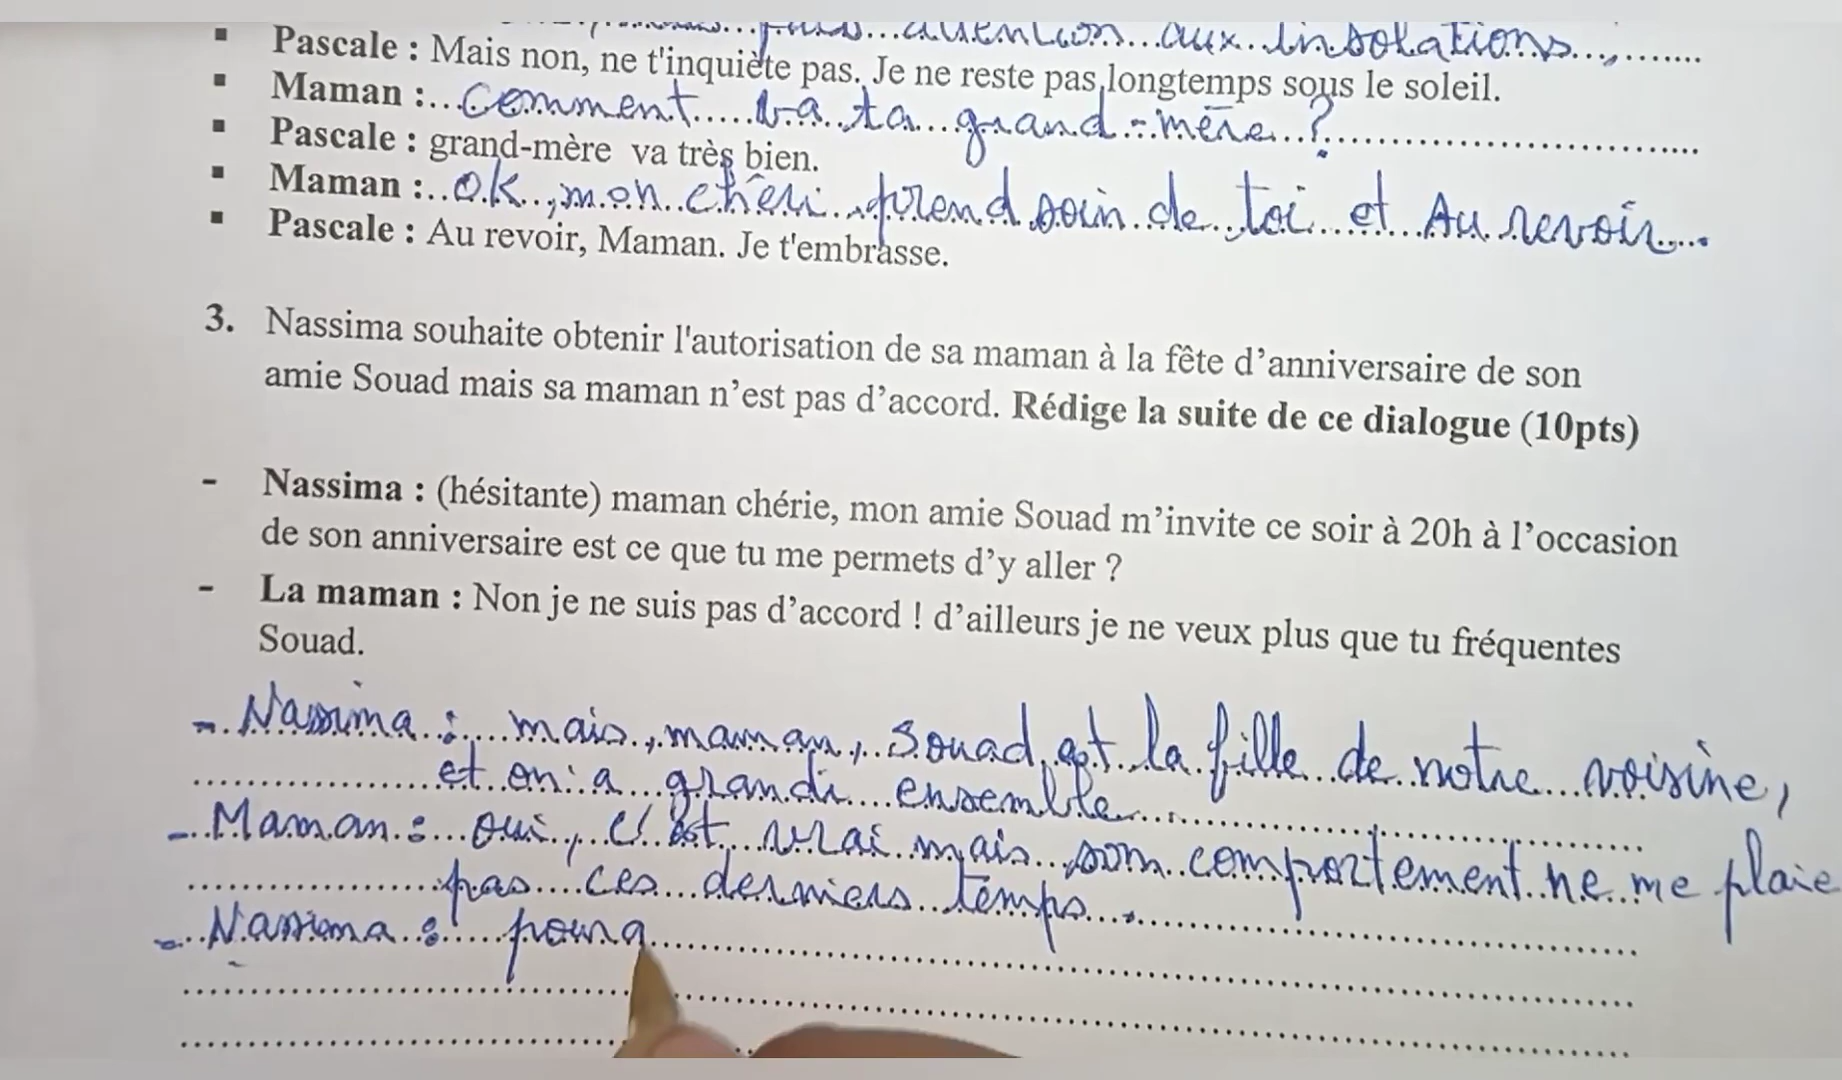 fais attention aux insolations.,
▪ Pascale : Mais non, ne t'inquiète pas. Je ne reste pas longtemps sous le soleil.
▪ Maman : Comment va ta grand-mère ?
▪ Pascale : grand-mère va très bien.
▪ Maman : OK, mon chéri prend soin de toi et Au revoir
▪ Pascale : Au revoir, Maman. Je t'embrasse.
3. Nassima souhaite obtenir l'autorisation de sa maman à la fête d’anniversaire de son
amie Souad mais sa maman n’est pas d’accord. Rédige la suite de ce dialogue (10pts)
- Nassima : (hésitante) maman chérie, mon amie Souad m’invite ce soir à 20h à l’occasion
de son anniversaire est ce que tu me permets d’y aller ?
- La maman : Non je ne suis pas d’accord ! d’ailleurs je ne veux plus que tu fréquentes
Souad.
- Nassima : mais, maman, Souad est la fille de notre voisine,
et on a grandi ensemble
- Maman : oui, c'est vrai mais son comportement ne me plaie
pas ces derniers temps.
- Nassima : pourq